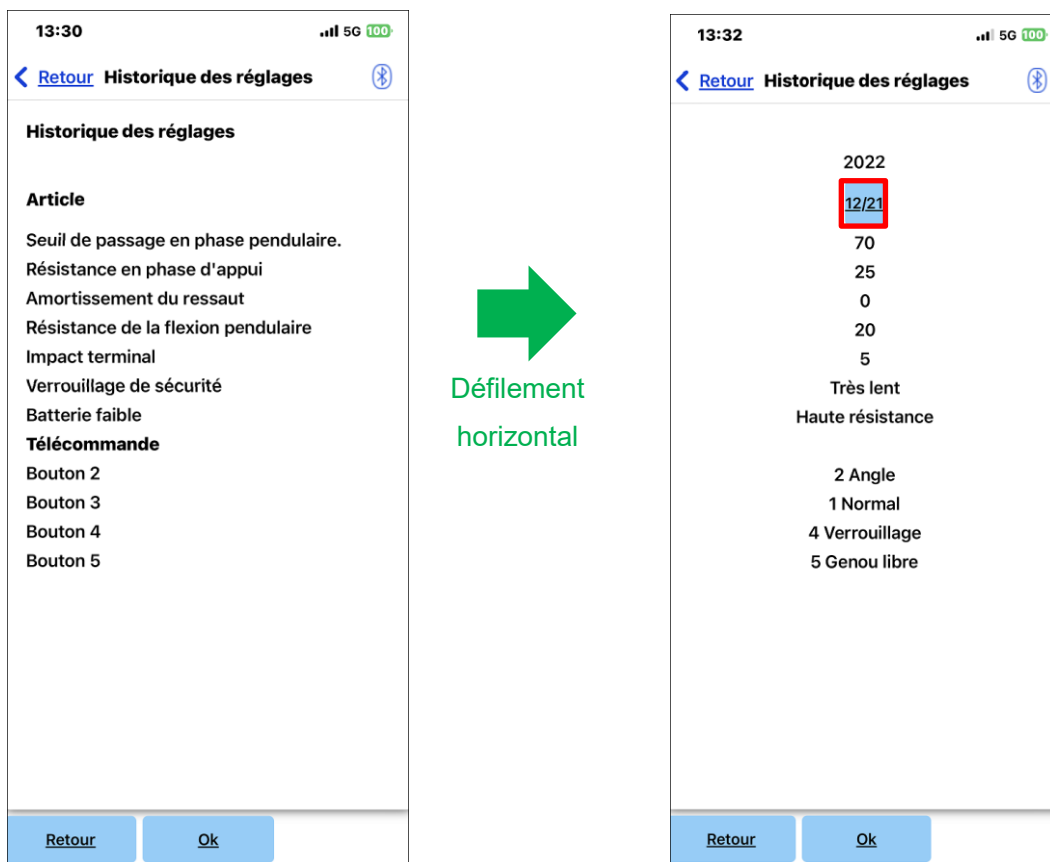 13:30
5G 100
Retour Historique des réglages
Historique des réglages
Article
Seuil de passage en phase pendulaire.
Résistance en phase d'appui
Amortissement du ressaut
Résistance de la flexion pendulaire
Impact terminal
Verrouillage de sécurité
Batterie faible
Télécommande
Bouton 2
Bouton 3
Bouton 4
Bouton 5
Retour
Ok
Défilement
horizontal
13:32
5G 100
Retour Historique des réglages
2022
12/21
70
25
0
20
5
Très lent
Haute résistance
2 Angle
1 Normal
4 Verrouillage
5 Genou libre
Retour
Ok